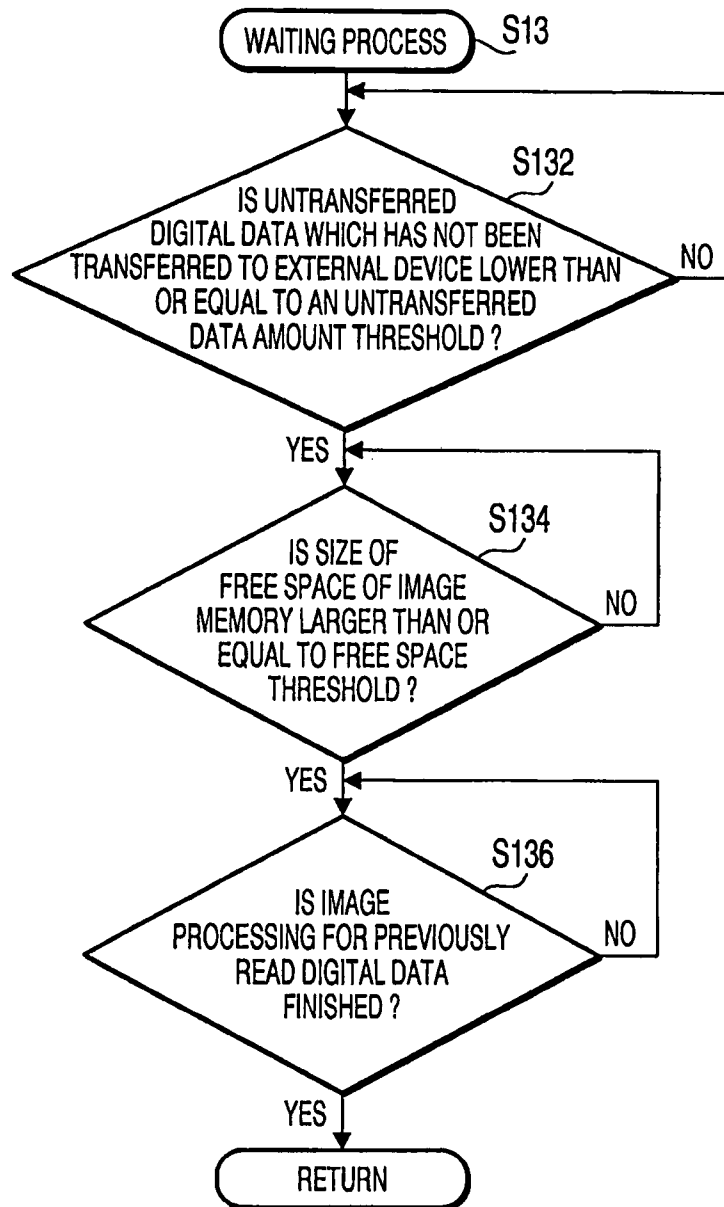 WAITING PROCESS
S13
S132
IS UNTRANSFERRED
DIGITAL DATA WHICH HAS NOT BEEN
TRANSFERRED TO EXTERNAL DEVICE LOWER THAN
OR EQUAL TO AN UNTRANSFERRED
DATA AMOUNT THRESHOLD ?
NO
YES
S134
IS SIZE OF
FREE SPACE OF IMAGE
MEMORY LARGER THAN OR
EQUAL TO FREE SPACE
THRESHOLD ?
NO
YES
S136
IS IMAGE
PROCESSING FOR PREVIOUSLY
READ DIGITAL DATA
FINISHED ?
NO
YES
RETURN